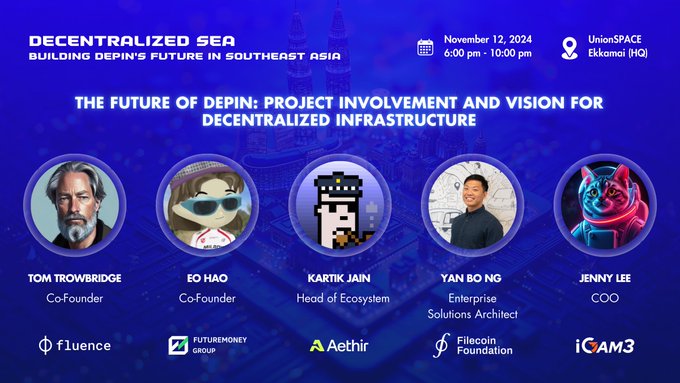 DECENTRALIZED SEA
BUILDING DEPIN'S FUTURE IN SOUTHEAST ASIA
November 12, 2024
6:00 pm - 10:00 pm
UnionSPACE
Ekkamai (HQ)
THE FUTURE OF DEPIN: PROJECT INVOLVEMENT AND VISION FOR
DECENTRALIZED INFRASTRUCTURE
TOM TROWBRIDGE
Co-Founder
fluence
EO HAO
Co-Founder
FUTUREMONEY
GROUP
KARTIK JAIN
Head of Ecosystem
Aethir
YAN BO NG
Enterprise
Solutions Architect
Filecoin
Foundation
JENNY LEE
COO
iGAM3